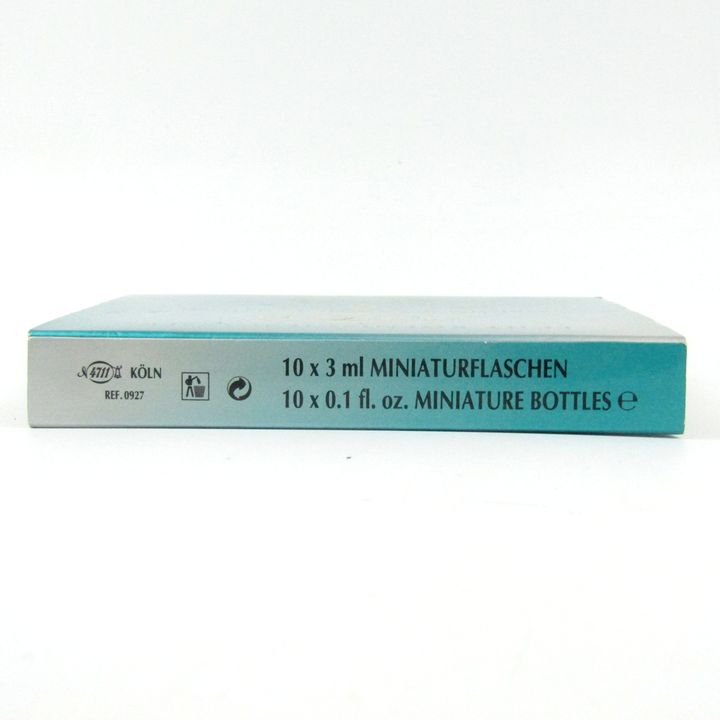 4711 KÖLN
REF. 0927
10 x 3 ml MINIATURFLASCHEN
10 x 0.1 fl. oz. MINIATURE BOTTLES ℮